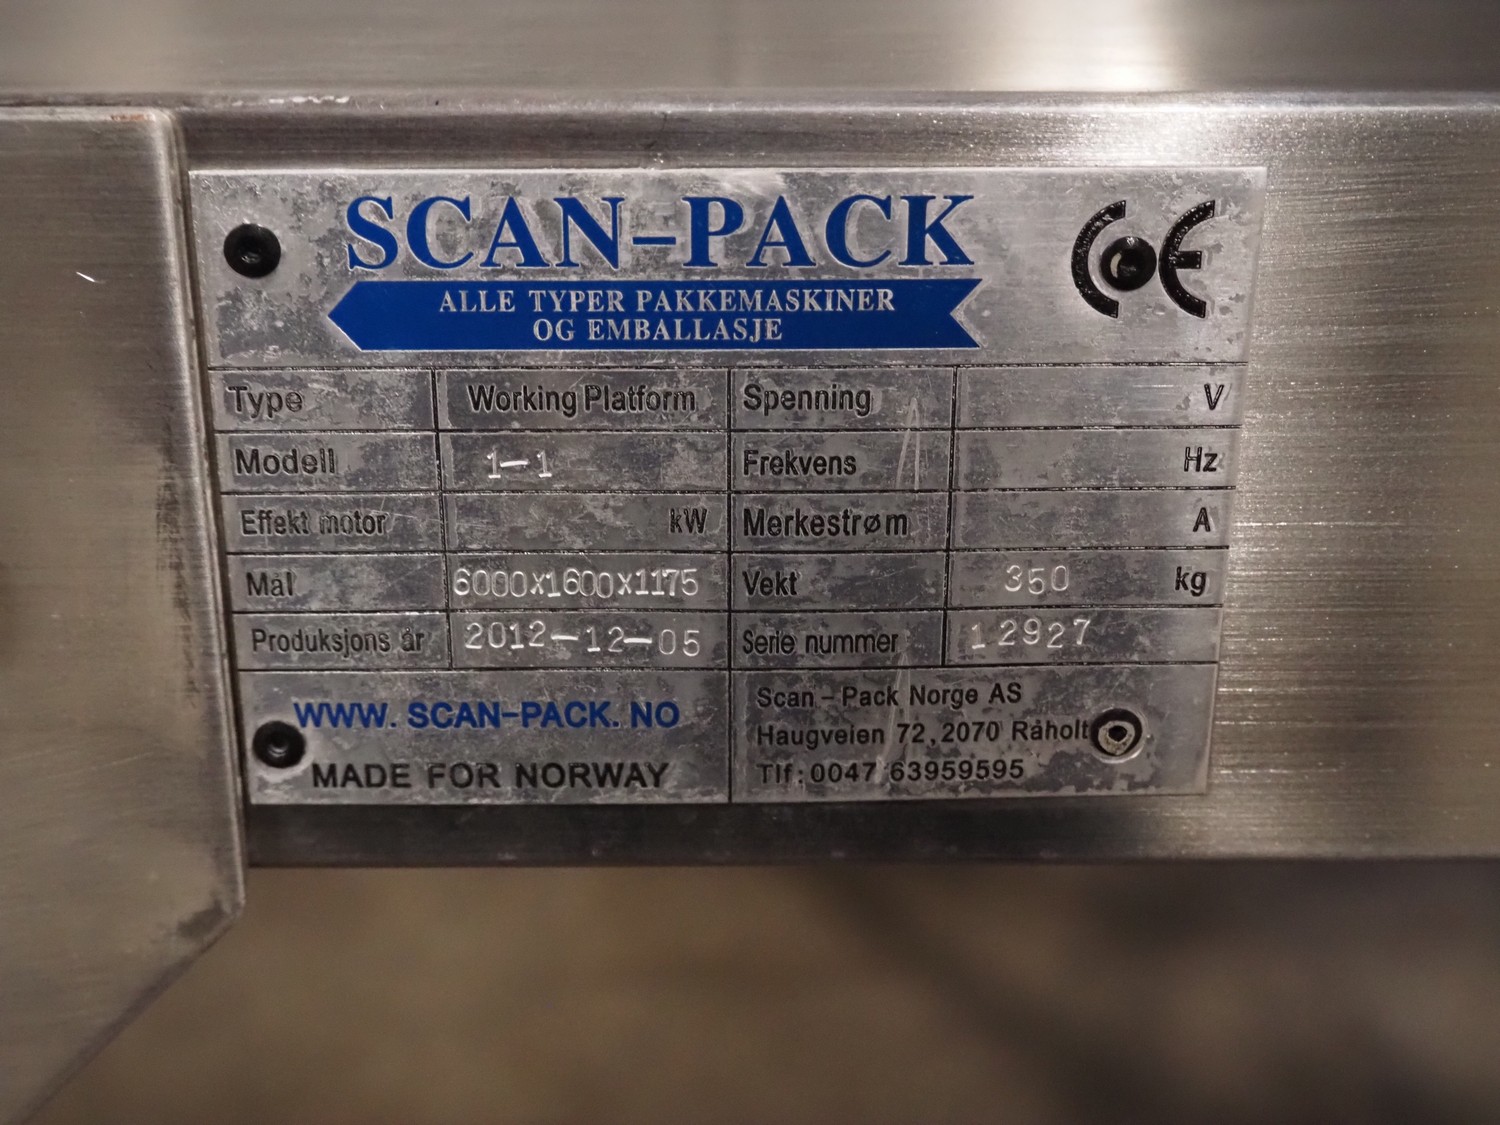 SCAN-PACK
CE
ALLE TYPER PAKKEMASKINER
OG EMBALLASJE
Type Working Platform Spenning V
Modell 1-1 Frekvens Hz
Effekt motor kW Merkestrøm A
Mål 6000x1600x1175 Vekt 350 kg
Produksjons år 2012-12-05 Serie nummer 12927
WWW. SCAN-PACK. NO
MADE FOR NORWAY
Scan-Pack Norge AS
Haugveien 72, 2070 Råholt
Tlf: 0047 63959595